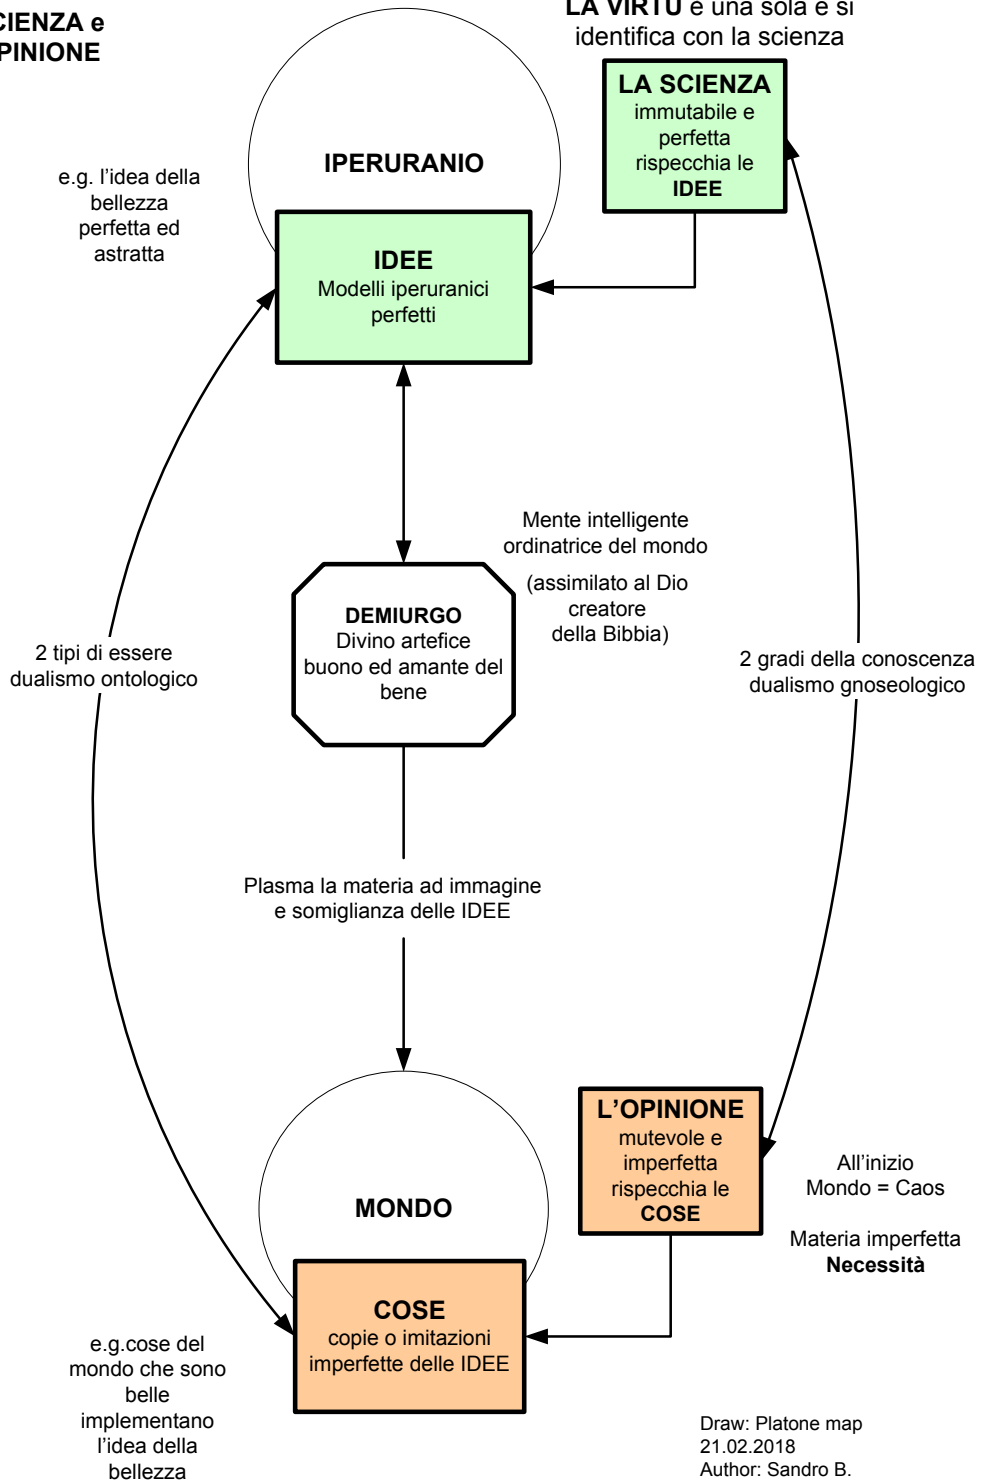 CIENZA e
PINIONE
LA VIRTÙ è una sola e si
identifica con la scienza
LA SCIENZA
immutabile e
perfetta
rispecchia le
IDEE
IPERURANIO
e.g. l'idea della
bellezza
perfetta ed
astratta
IDEE
Modelli iperuranici
perfetti
Mente intelligente
ordinatrice del mondo
(assimilato al Dio
creatore
della Bibbia)
DEMIURGO
Divino artefice
buono ed amante del
bene
2 tipi di essere
dualismo ontologico
2 gradi della conoscenza
dualismo gnoseologico
Plasma la materia ad immagine
e somiglianza delle IDEE
L'OPINIONE
mutevole e
imperfetta
rispecchia le
COSE
All'inizio
Mondo = Caos
Materia imperfetta
Necessità
MONDO
COSE
copie o imitazioni
imperfette delle IDEE
e.g.cose del
mondo che sono
belle
implementano
l'idea della
bellezza
Draw: Platone map
21.02.2018
Author: Sandro B.